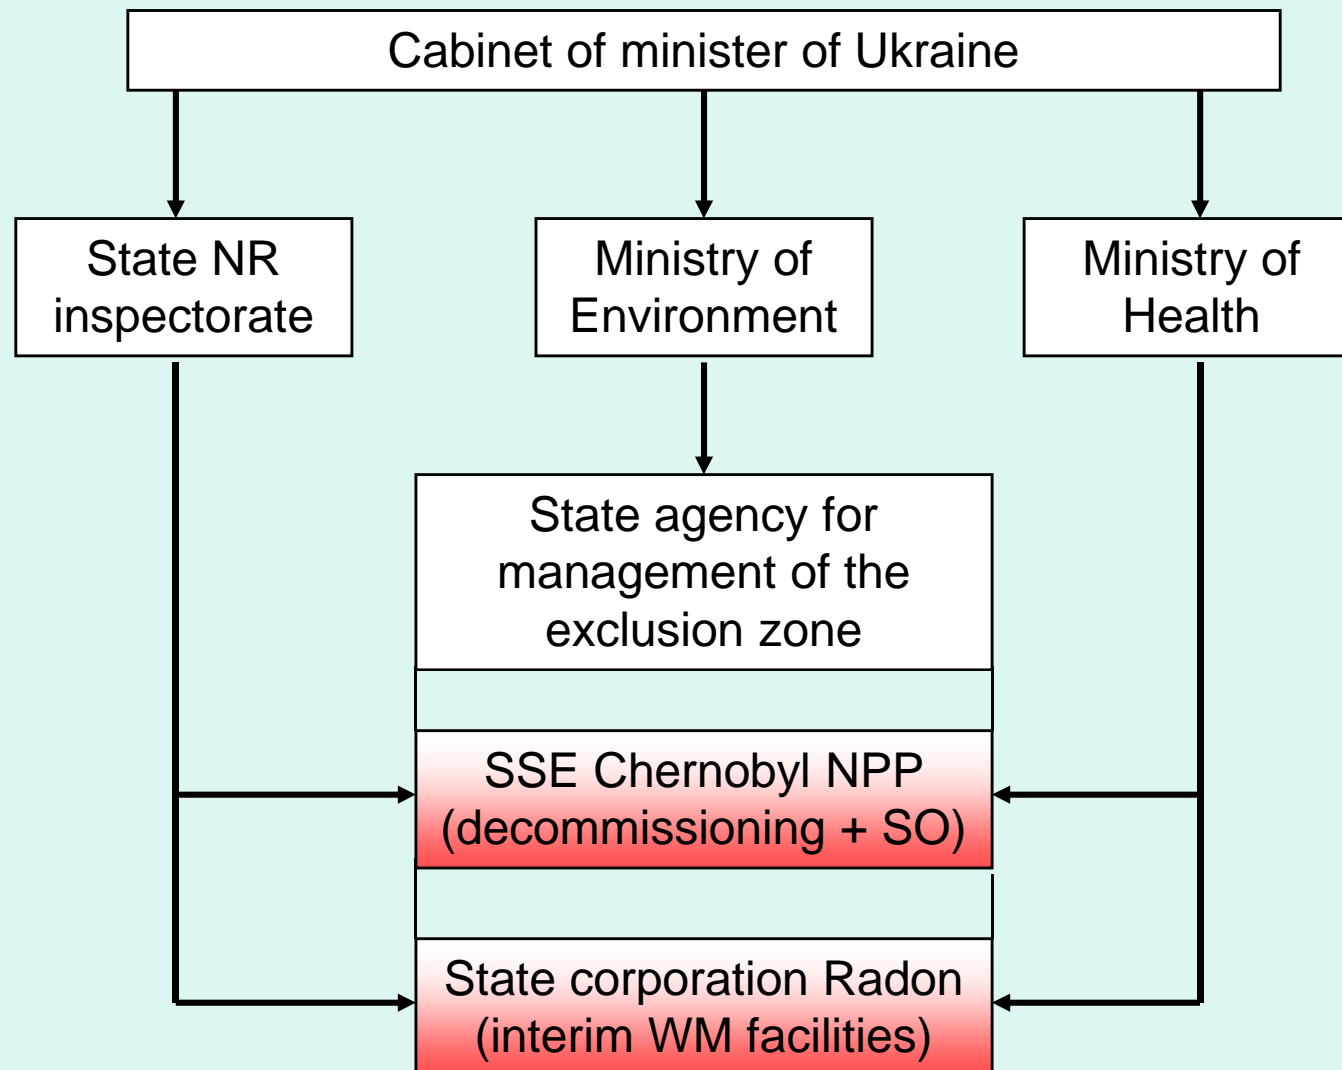 Cabinet of minister of Ukraine
State NR
inspectorate
Ministry of
Environment
Ministry of
Health
State agency for
management of the
exclusion zone
SSE Chernobyl NPP
(decommissioning + SO)
State corporation Radon
(interim WM facilities)